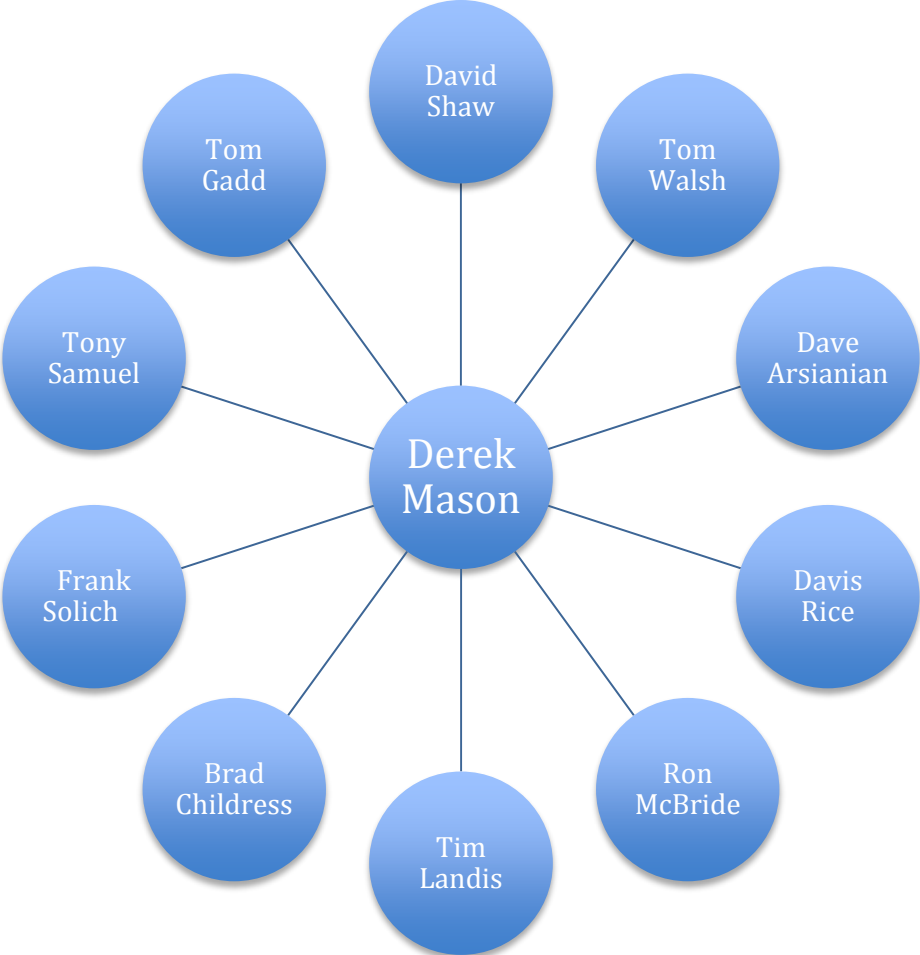 David
Shaw
Tom
Walsh
Dave
Arsianian
Davis
Rice
Ron
McBride
Tim
Landis
Brad
Childress
Frank
Solich
Tony
Samuel
Tom
Gadd
Derek
Mason